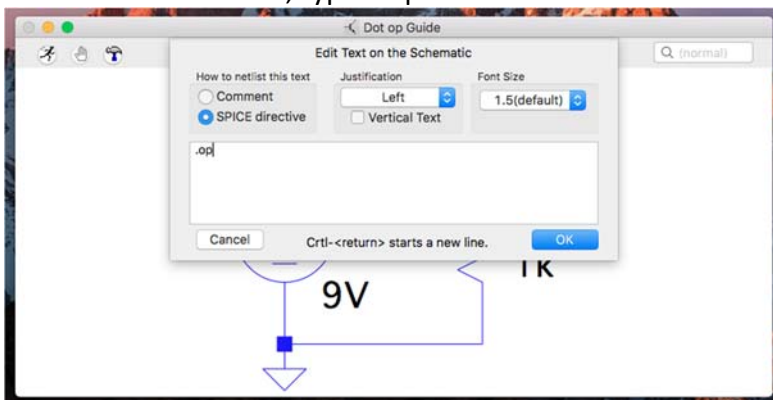 Dot op Guide
(normal)
Edit Text on the Schematic
How to netlist this text
Justification
Font Size
Comment
SPICE directive
Left
Vertical Text
1.5(default)
.op
Cancel
Crtl-<return> starts a new line.
OK
9V
1K